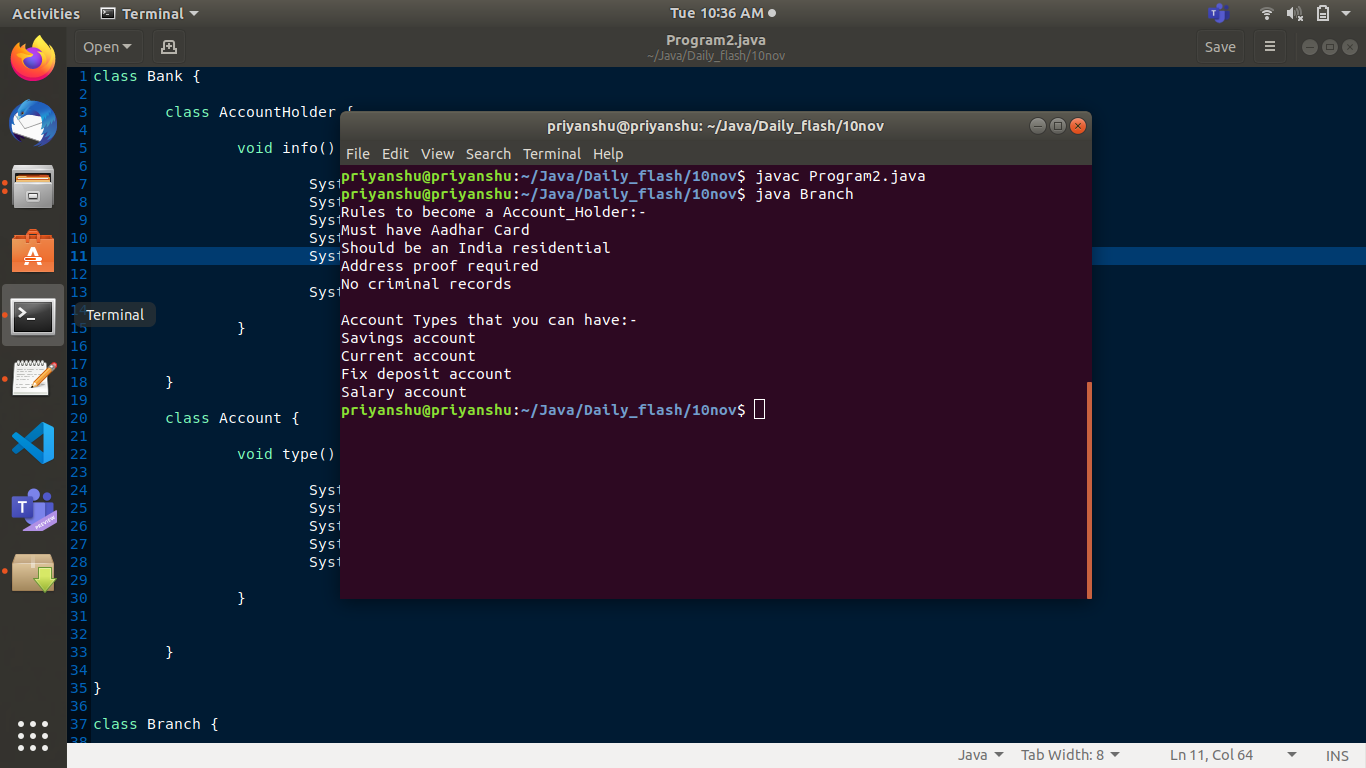 Activities Terminal Tue 10:36 AM
Open Program2.java Save
~/Java/Daily_flash/10nov
1 class Bank {
2
3 class AccountHolder {
4
5 void info()
6
7 Syst
8 Syst
9 Syst
10 Syst
11 Syst
12
13 Syst
15 }
16
17
18 }
19
20 class Account {
21
22 void type()
23
24 Syst
25 Syst
26 Syst
27 Syst
28 Syst
29
30 }
31
32
33 }
34
35 }
36
37 class Branch {
38
Terminal
priyanshu@priyanshu: ~/Java/Daily_flash/10nov
File Edit View Search Terminal Help
priyanshu@priyanshu:~/Java/Daily_flash/10nov$ javac Program2.java
priyanshu@priyanshu:~/Java/Daily_flash/10nov$ java Branch
Rules to become a Account_Holder:-
Must have Aadhar Card
Should be an India residential
Address proof required
No criminal records
Account Types that you can have:-
Savings account
Current account
Fix deposit account
Salary account
priyanshu@priyanshu:~/Java/Daily_flash/10nov$
Java Tab Width: 8 Ln 11, Col 64 INS